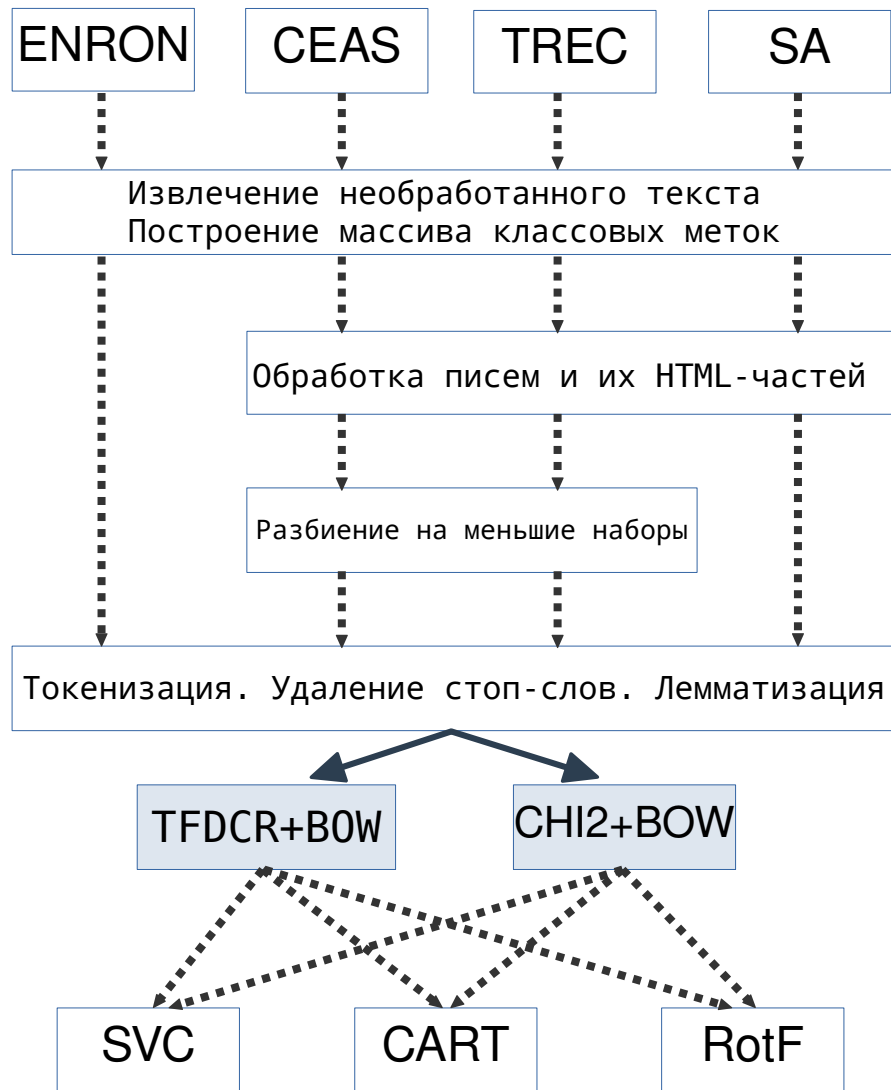 ENRON
CEAS
TREC
SA
Извлечение необработанного текста
Построение массива классовых меток
Обработка писем и их HTML-частей
Разбиение на меньшие наборы
Токенизация. Удаление стоп-слов. Лемматизация
TFDCR+BOW
CHI2+BOW
SVC
CART
RotF